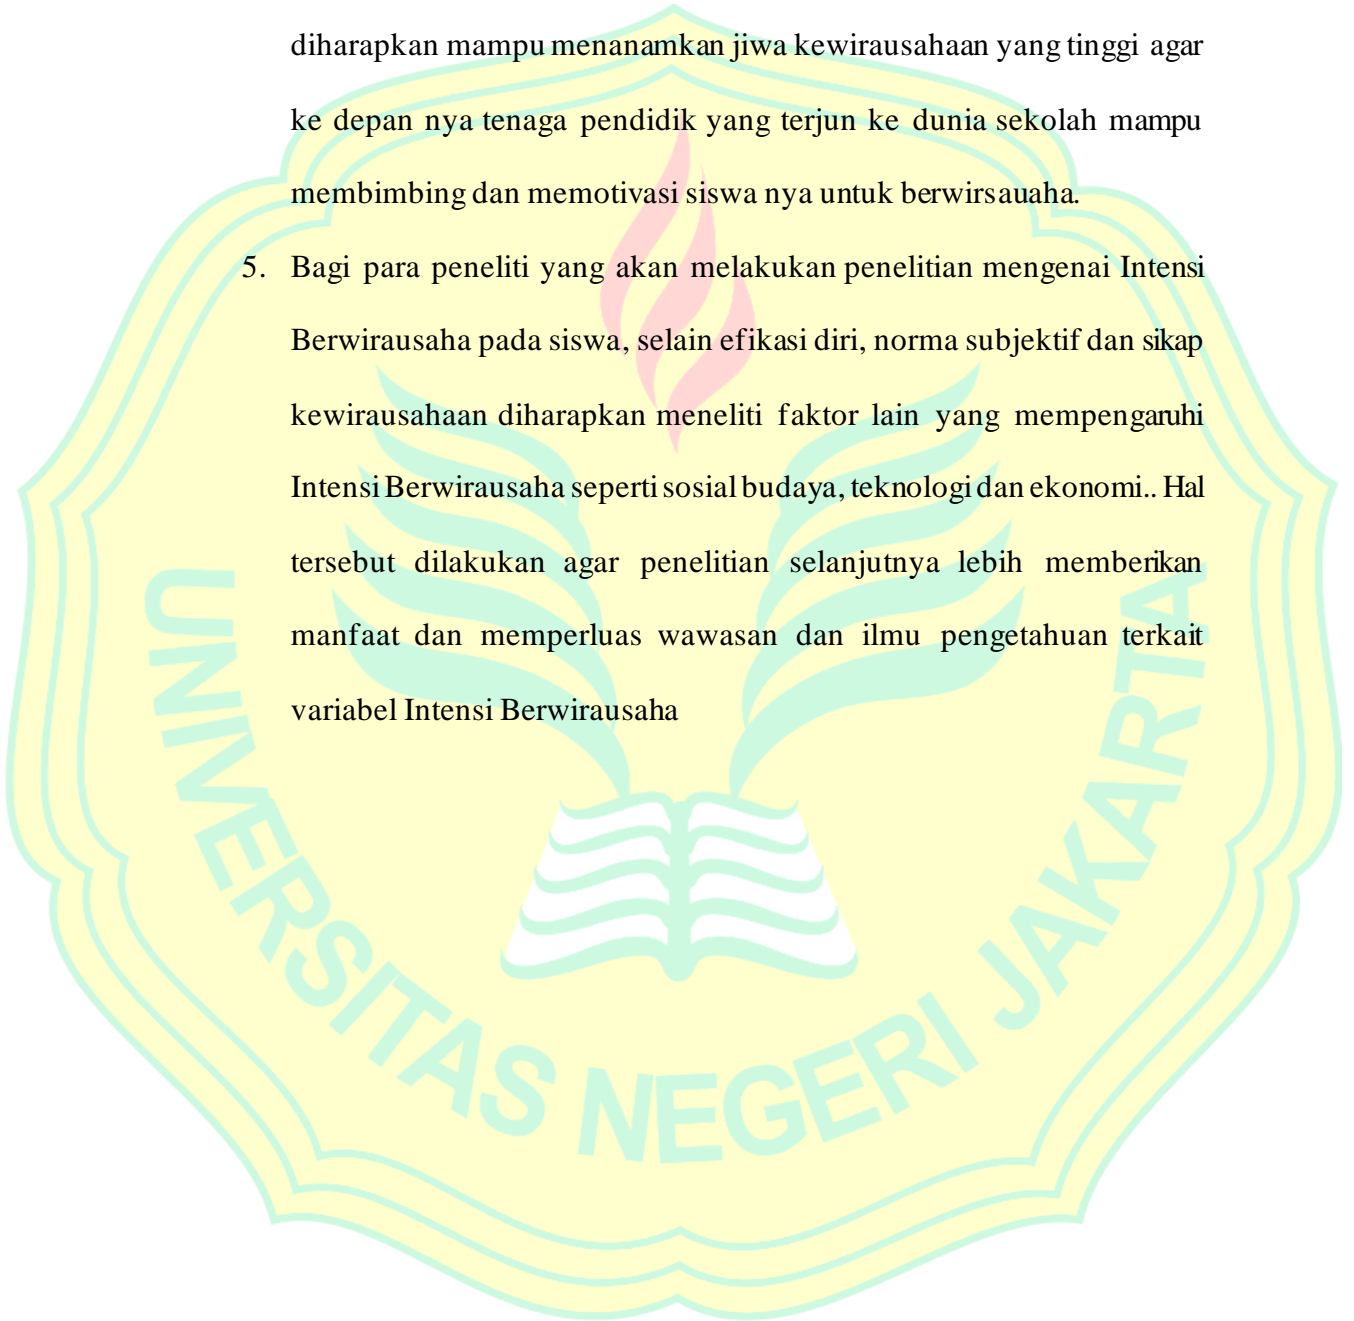 diharapkan mampu menanamkan jiwa kewirausahaan yang tinggi agar
ke depan nya tenaga pendidik yang terjun ke dunia sekolah mampu
membimbing dan memotivasi siswa nya untuk berwirsauaha.
5. Bagi para peneliti yang akan melakukan penelitian mengenai Intensi
Berwirausaha pada siswa, selain efikasi diri, norma subjektif dan sikap
kewirausahaan diharapkan meneliti faktor lain yang mempengaruhi
Intensi Berwirausaha seperti sosial budaya, teknologi dan ekonomi.. Hal
tersebut dilakukan agar penelitian selanjutnya lebih memberikan
manfaat dan memperluas wawasan dan ilmu pengetahuan terkait
variabel Intensi Berwirausaha
UNIVERSITAS NEGERI JAKARTA